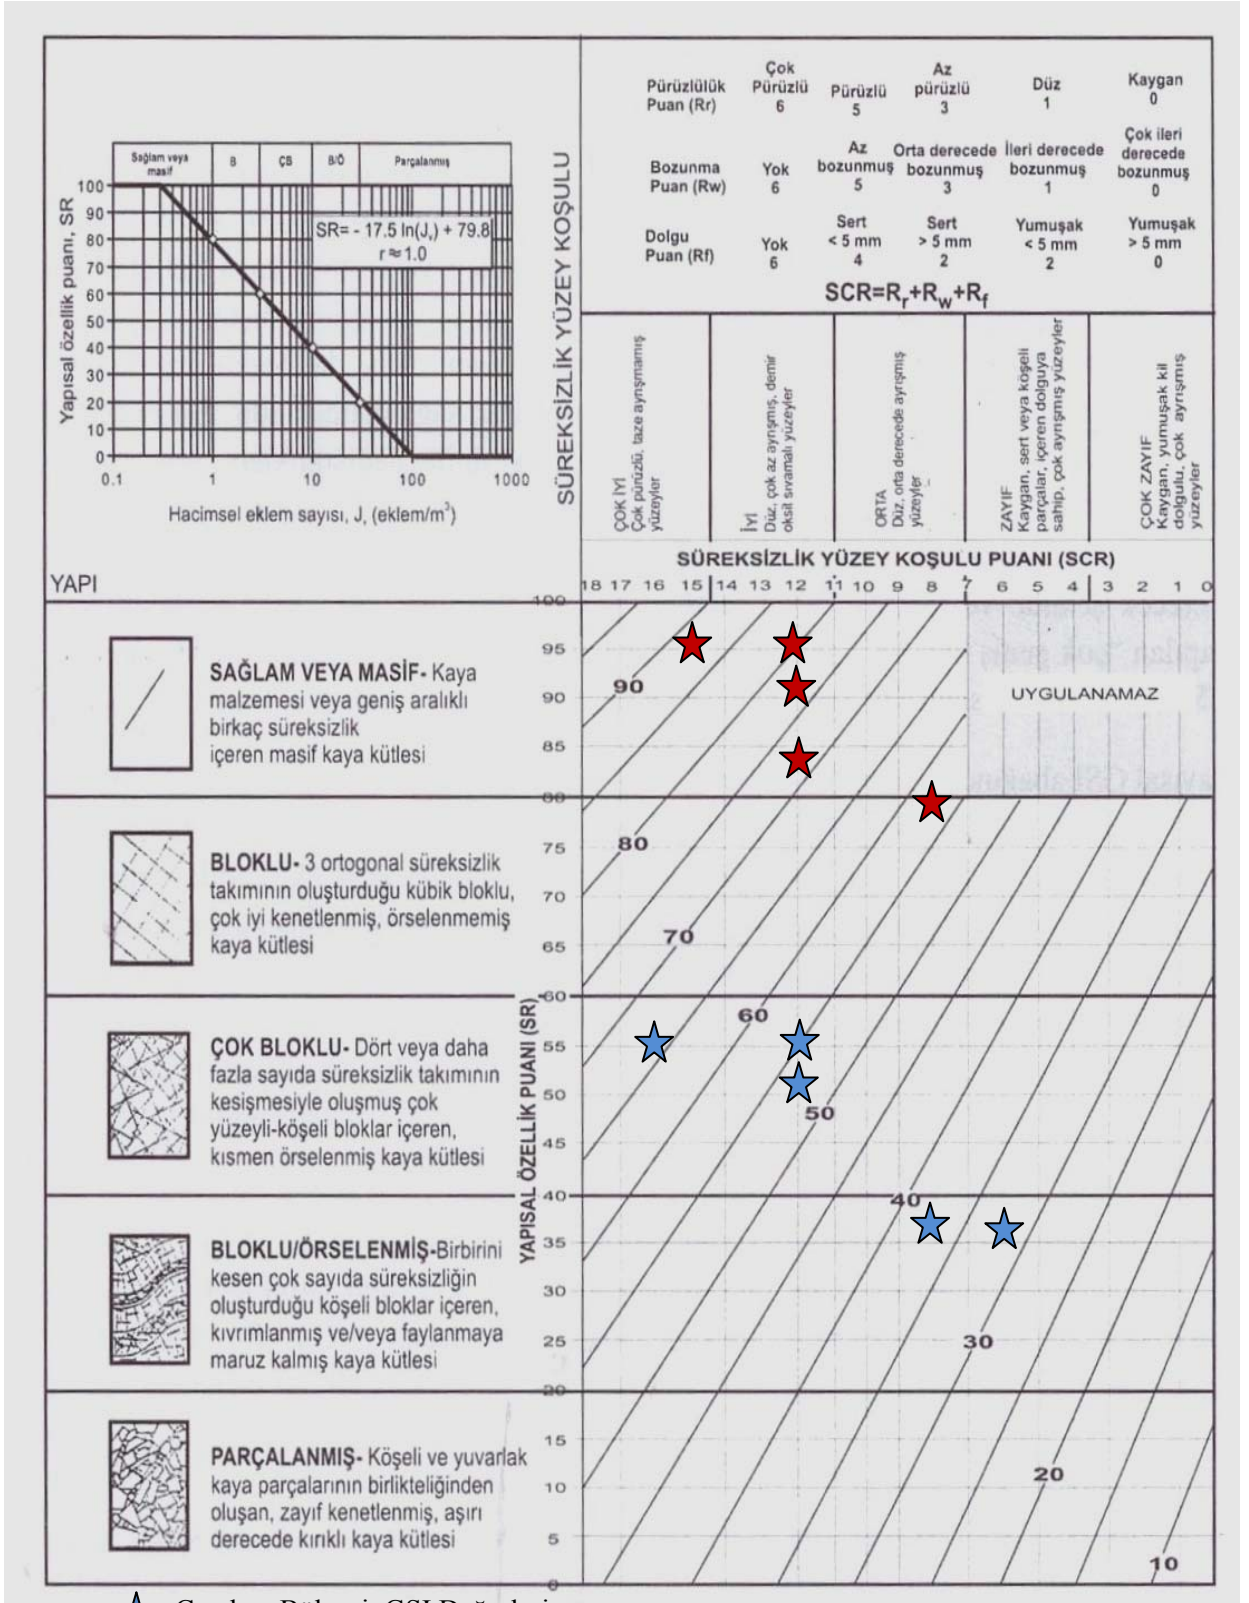 Pürüzlülük
Puan (Rr)
Çok
Pürüzlü
6
Pürüzlü
5
Az
pürüzlü
3
Düz
1
Kaygan
0
Bozunma
Puan (Rw)
Yok
6
Az
bozunmuş
5
Orta derecede
bozunmuş
3
İleri derecede
bozunmuş
1
Çok ileri
derecede
bozunmuş
0
Dolgu
Puan (Rf)
Yok
6
Sert
< 5 mm
4
Sert
> 5 mm
2
Yumuşak
< 5 mm
2
Yumuşak
> 5 mm
0
SCR=Rr+Rw+Rf
Sağlam veya
masif
B
ÇB
B/Ö
Parçalanmış
Yapısal özellik puanı, SR
100
90
80
70
60
50
40
30
20
10
0
SR= - 17.5 ln(Jv) + 79.8
r ≈ 1.0
0.1
1
10
100
1000
Hacimsel eklem sayısı, Jv (eklem/m³)
SÜREKSİZLİK YÜZEY KOŞULU
ÇOK İYİ
Çok pürüzlü, taze ayrışmamış
yüzeyler
İYİ
Düz, çok az ayrışmış, demir
oksit sıvamalı yüzeyler
ORTA
Düz, orta derecede ayrışmış
yüzeyler
ZAYIF
Kaygan, sert veya köşeli
parçalar, içeren dolguya
sahip, çok ayrışmış yüzeyler
ÇOK ZAYIF
Kaygan, yumuşak kil
dolgulu, çok ayrışmış
yüzeyler
SÜREKSİZLİK YÜZEY KOŞULU PUANI (SCR)
YAPI
18 17 16 15 14 13 12 11 10 9 8 7 6 5 4 3 2 1 0
100
95
90
85
80
75
70
65
60
55
50
45
40
35
30
25
20
15
10
5
0
YAPISAL ÖZELLİK PUANI (SR)
SAĞLAM VEYA MASİF- Kaya
malzemesi veya geniş aralıklı
birkaç süreksizlik
içeren masif kaya kütlesi
90
UYGULANAMAZ
BLOKLU- 3 ortogonal süreksizlik
takımının oluşturduğu kübik bloklu,
çok iyi kenetlenmiş, örselenmemiş
kaya kütlesi
80
70
ÇOK BLOKLU- Dört veya daha
fazla sayıda süreksizlik takımının
kesişmesiyle oluşmuş çok
yüzeyli-köşeli bloklar içeren,
kısmen örselenmiş kaya kütlesi
60
50
40
BLOKLU/ÖRSELENMİŞ-Birbirini
kesen çok sayıda süreksizliğin
oluşturduğu köşeli bloklar içeren,
kıvrımlanmış ve/veya faylanmaya
maruz kalmış kaya kütlesi
30
PARÇALANMIŞ- Köşeli ve yuvarlak
kaya parçalarının birlikteliğinden
oluşan, zayıf kenetlenmiş, aşırı
derecede kırıklı kaya kütlesi
20
10